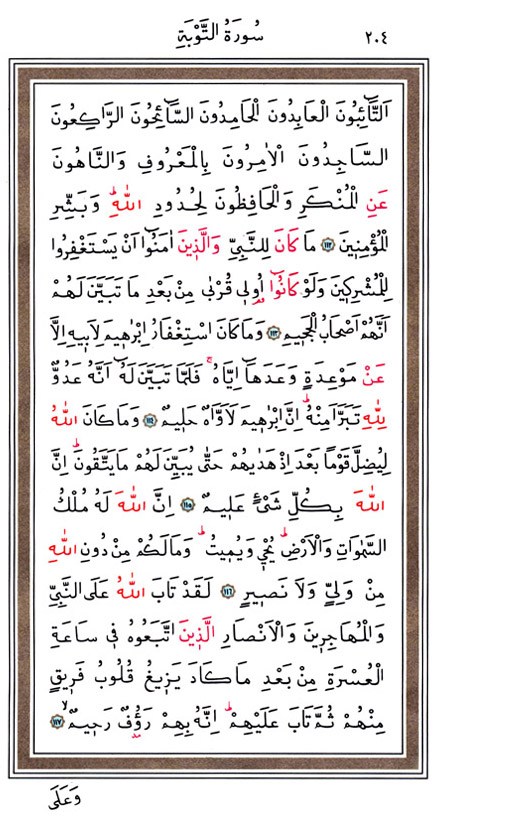 سُورَةُ التَّوْبَةِ ٢٠٤
اَلتَّٓائِبُونَ الْعَابِدُونَ الْحَامِدُونَ السَّٓائِحُونَ الرَّاكِعُونَ
السَّاجِدُونَ الْاٰمِرُونَ بِالْمَعْرُوفِ وَالنَّاهُونَ
عَنِ الْمُنْكَرِ وَالْحَافِظُونَ لِحُدُودِ اللّٰهِۜ وَبَشِّرِ
الْمُؤْمِن۪ينَ ﴿١١٢﴾ مَا كَانَ لِلنَّبِيِّ وَالَّذ۪ينَ اٰمَنُٓوا اَنْ يَسْتَغْفِرُوا
لِلْمُشْرِك۪ينَ وَلَوْ كَانُٓوا اُو۬ل۪ي قُرْبٰى مِنْ بَعْدِ مَا تَبَيَّنَ لَهُمْ
اَنَّهُمْ اَصْحَابُ الْجَح۪يمِ ﴿١١٣﴾ وَمَا كَانَ اسْتِغْفَارُ اِبْرٰه۪يمَ لِاَب۪يهِ اِلَّا
عَنْ مَوْعِدَةٍ وَعَدَهَٓا اِيَّاهُۚ فَلَمَّا تَبَيَّنَ لَهُٓ اَنَّهُ عَدُوٌّ
لِلّٰهِ تَبَرَّاَ مِنْهُۜ اِنَّ اِبْرٰه۪يمَ لَاَوَّاهٌ حَل۪يمٌ ﴿١١٤﴾ وَمَا كَانَ اللّٰهُ
لِيُضِلَّ قَوْمًا بَعْدَ اِذْ هَدٰيهُمْ حَتّٰى يُبَيِّنَ لَهُمْ مَا يَتَّقُونَۜ اِنَّ
اللّٰهَ بِكُلِّ شَيْءٍ عَل۪يمٌ ﴿١١٥﴾ اِنَّ اللّٰهَ لَهُ مُلْكُ
السَّمٰوَاتِ وَالْاَرْضِۜ يُحْي۪ وَيُم۪يتُۜ وَمَا لَكُمْ مِنْ دُونِ اللّٰهِ
مِنْ وَلِيٍّ وَلَا نَص۪يرٍ ﴿١١٦﴾ لَقَدْ تَابَ اللّٰهُ عَلَى النَّبِيِّ
وَالْمُهَاجِر۪ينَ وَالْاَنْصَارِ الَّذ۪ينَ اتَّبَعُوهُ ف۪ي سَاعَةِ
الْعُسْرَةِ مِنْ بَعْدِ مَا كَادَ يَز۪يغُ قُلُوبُ فَر۪يقٍ
مِنْهُمْ ثُمَّ تَابَ عَلَيْهِمْۜ اِنَّهُ بِهِمْ رَؤُ۫فٌ رَح۪يمٌۙ ﴿١١٧﴾
وَعَلَى